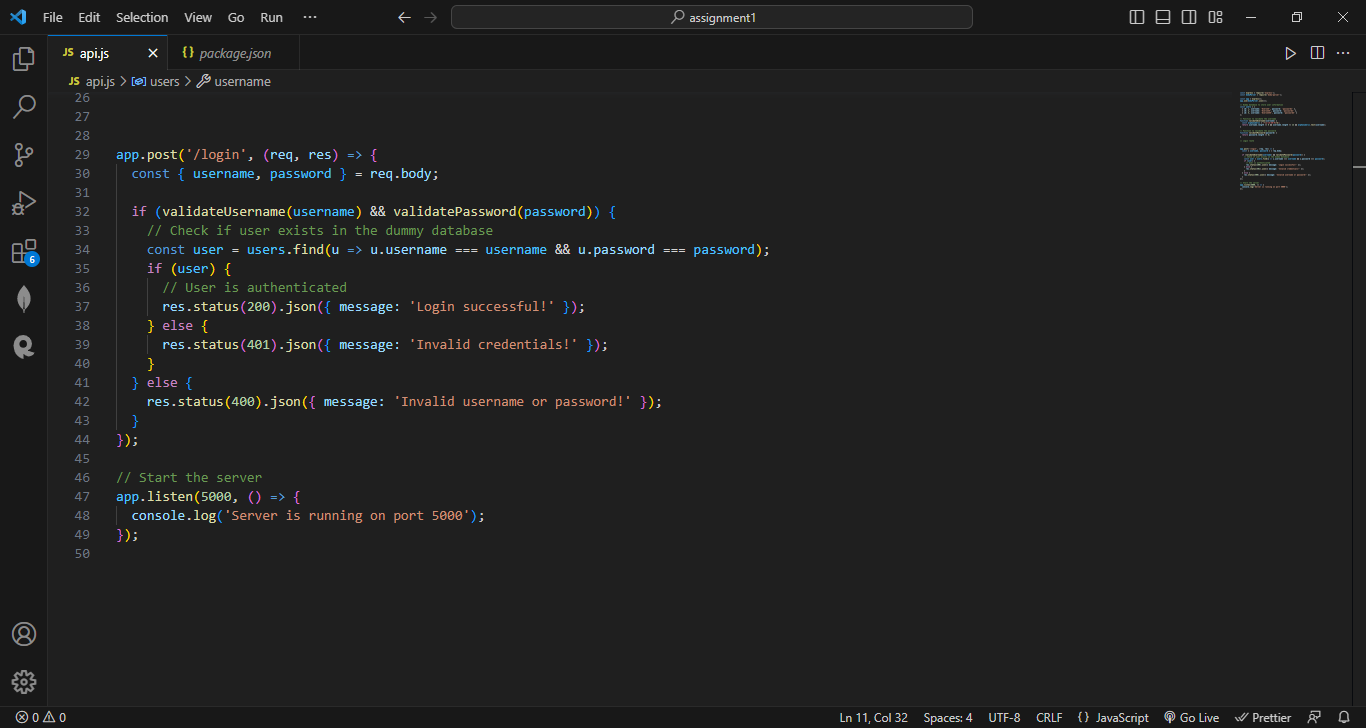 File Edit Selection View Go Run ··· assignment1
JS api.js {} package.json
JS api.js > users > username
26
27
28
29 app.post('/login', (req, res) => {
30   const { username, password } = req.body;
31
32   if (validateUsername(username) && validatePassword(password)) {
33     // Check if user exists in the dummy database
34     const user = users.find(u => u.username === username && u.password === password);
35     if (user) {
36       // User is authenticated
37       res.status(200).json({ message: 'Login successful!' });
38     } else {
39       res.status(401).json({ message: 'Invalid credentials!' });
40     }
41   } else {
42     res.status(400).json({ message: 'Invalid username or password!' });
43   }
44 });
45
46 // Start the server
47 app.listen(5000, () => {
48   console.log('Server is running on port 5000');
49 });
50
6
0 0 Ln 11, Col 32 Spaces: 4 UTF-8 CRLF {} JavaScript Go Live Prettier